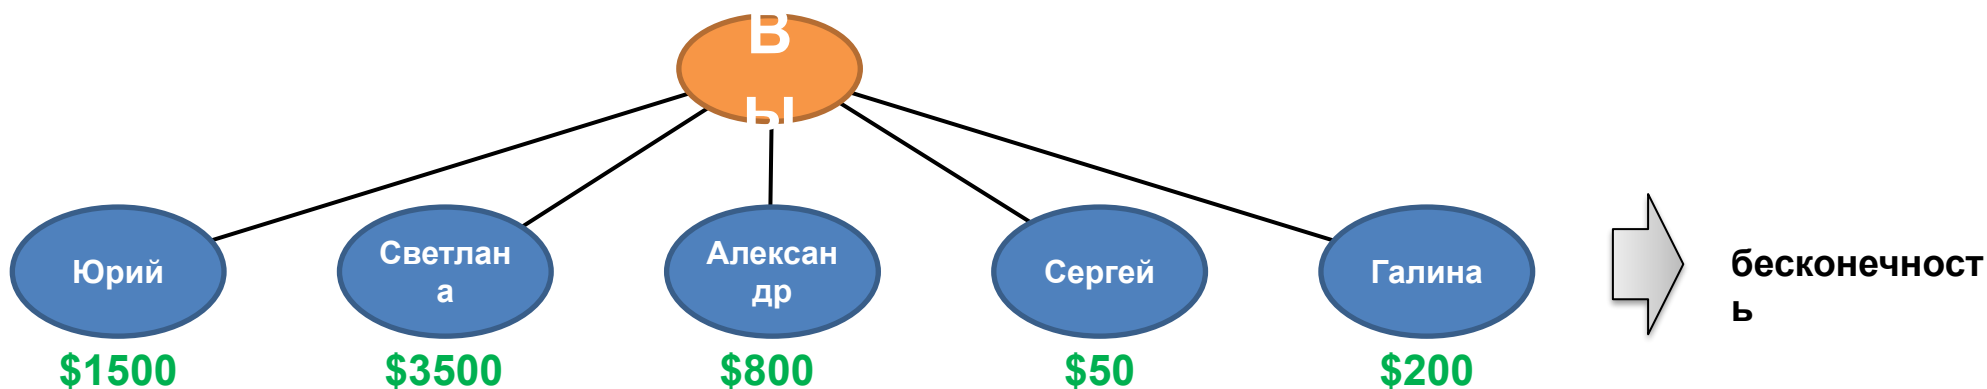 В
ы
Юрий
Светлан
а
Алексан
др
Сергей
Галина
бесконечност
ь
$1500
$3500
$800
$50
$200